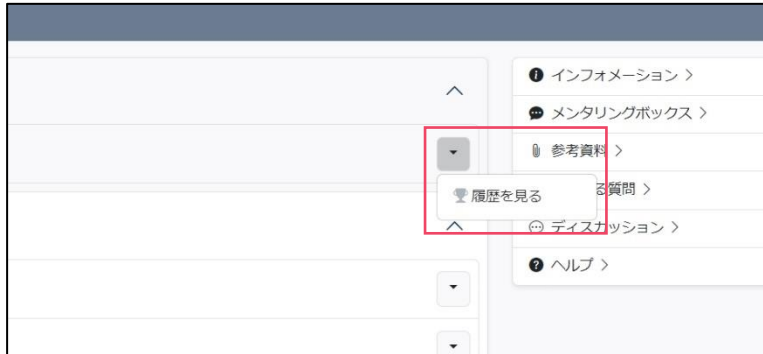 インフォメーション
メンタリングボックス
参考資料
履歴を見る
る質問
ディスカッション
ヘルプ